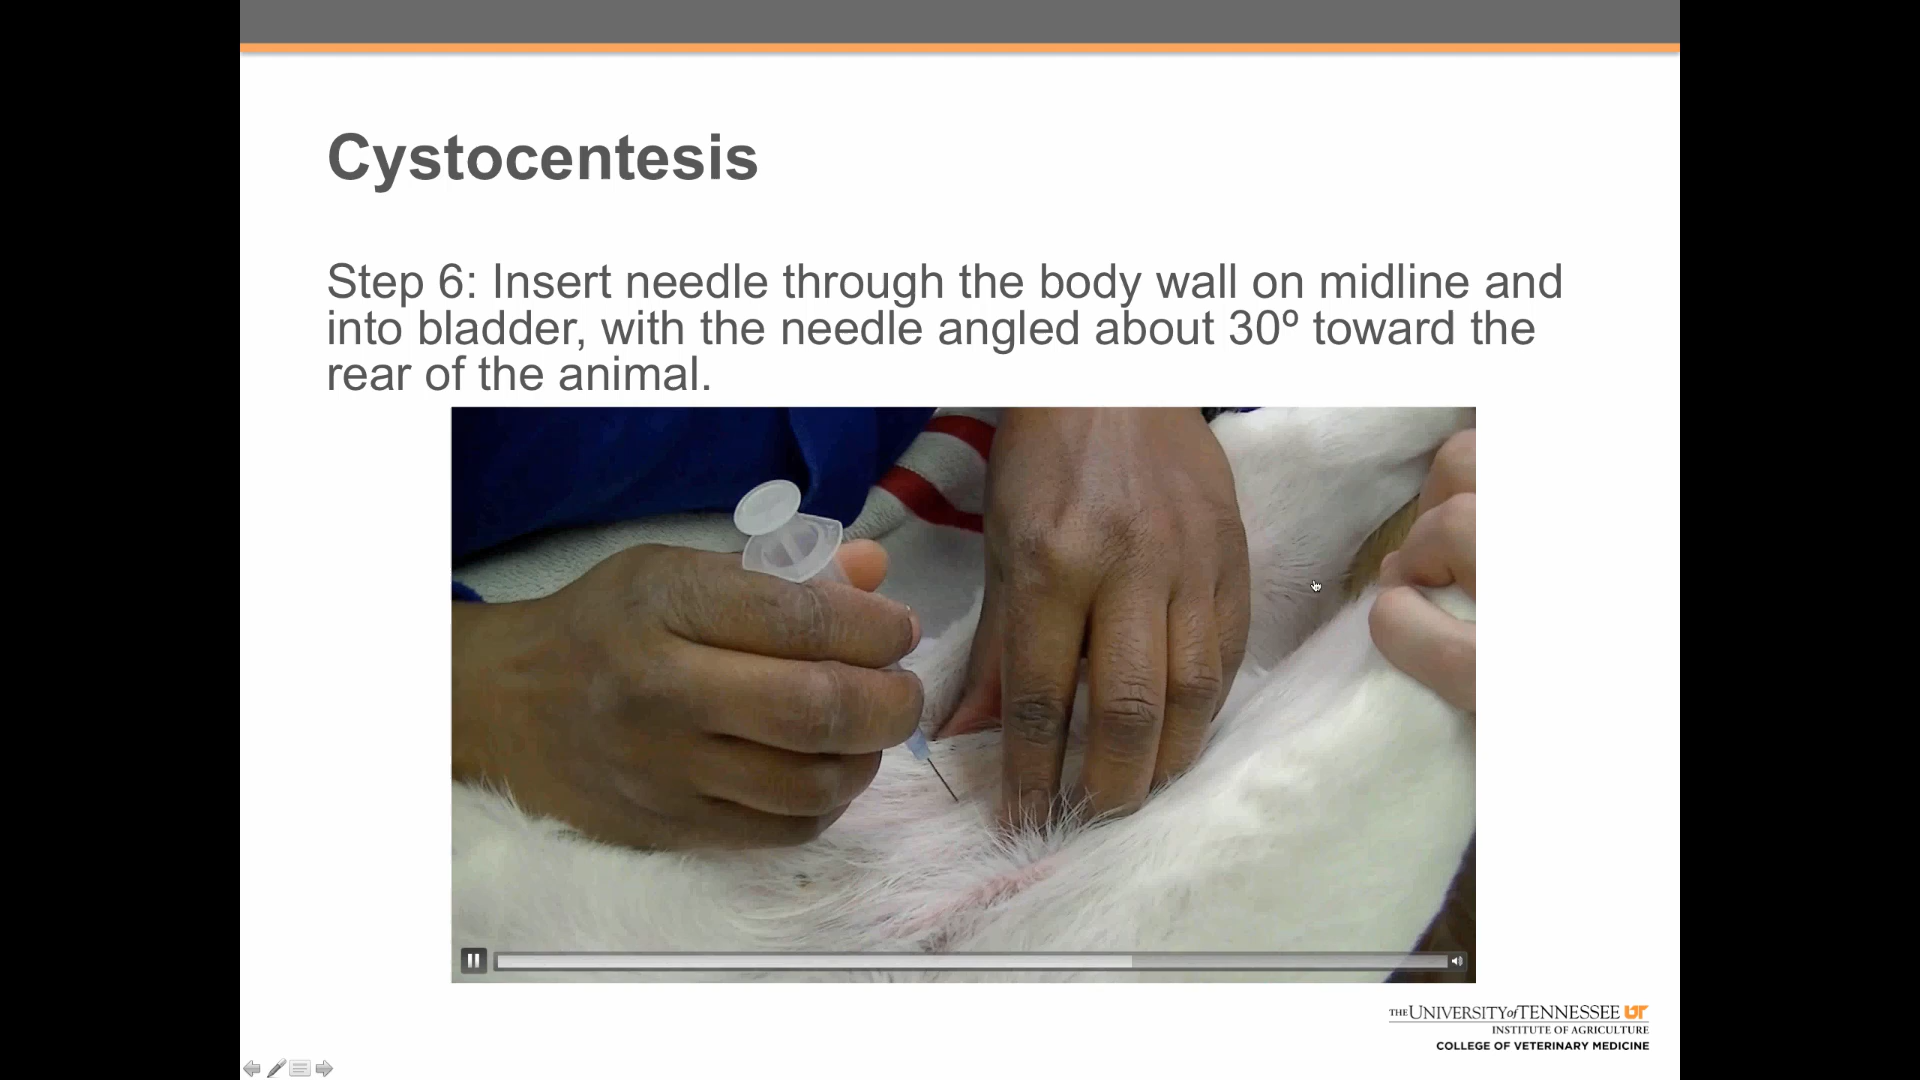 Cystocentesis
Step 6: Insert needle through the body wall on midline and
into bladder, with the needle angled about 30º toward the
rear of the animal.
THE UNIVERSITY of TENNESSEE UT
INSTITUTE OF AGRICULTURE
COLLEGE OF VETERINARY MEDICINE